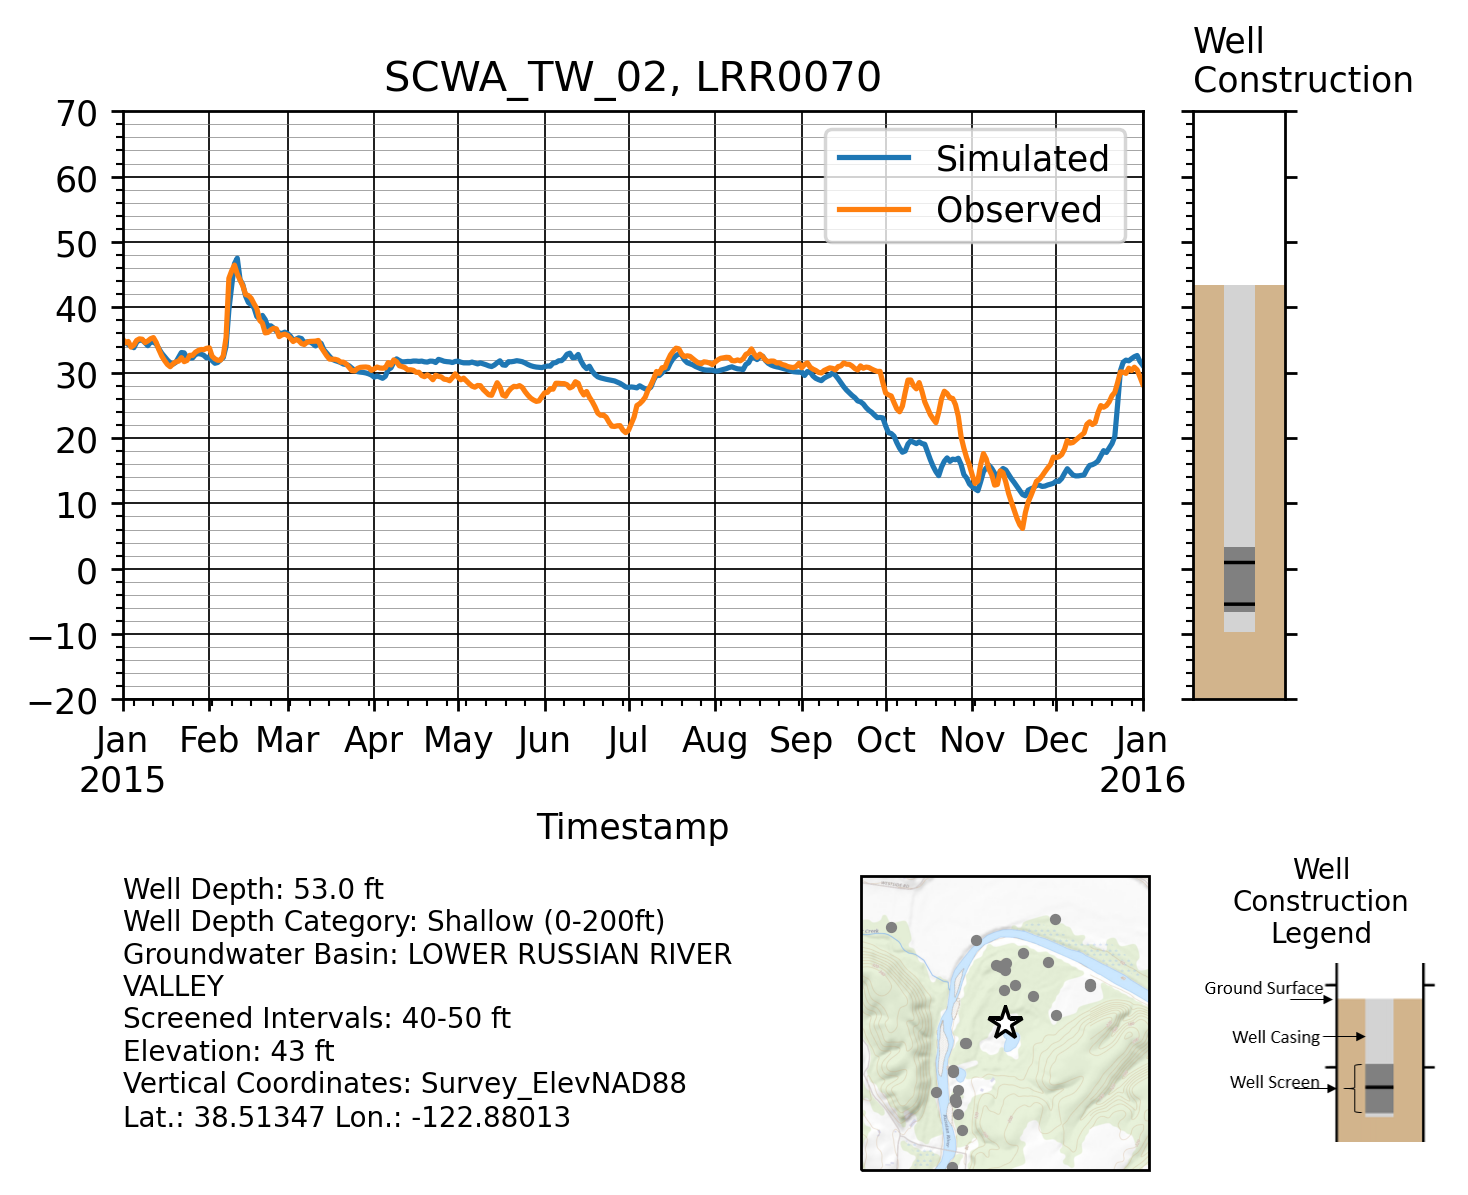 Well
Construction
SCWA_TW_02, LRR0070
70
60
50
40
30
20
10
0
−10
−20
Simulated
Observed
Jan Feb Mar Apr May Jun Jul Aug Sep Oct Nov Dec Jan
2015 2016
Timestamp
Well Depth: 53.0 ft
Well Depth Category: Shallow (0-200ft)
Groundwater Basin: LOWER RUSSIAN RIVER
VALLEY
Screened Intervals: 40-50 ft
Elevation: 43 ft
Vertical Coordinates: Survey_ElevNAD88
Lat.: 38.51347 Lon.: -122.88013
Well
Construction
Legend
Ground Surface
Well Casing
Well Screen